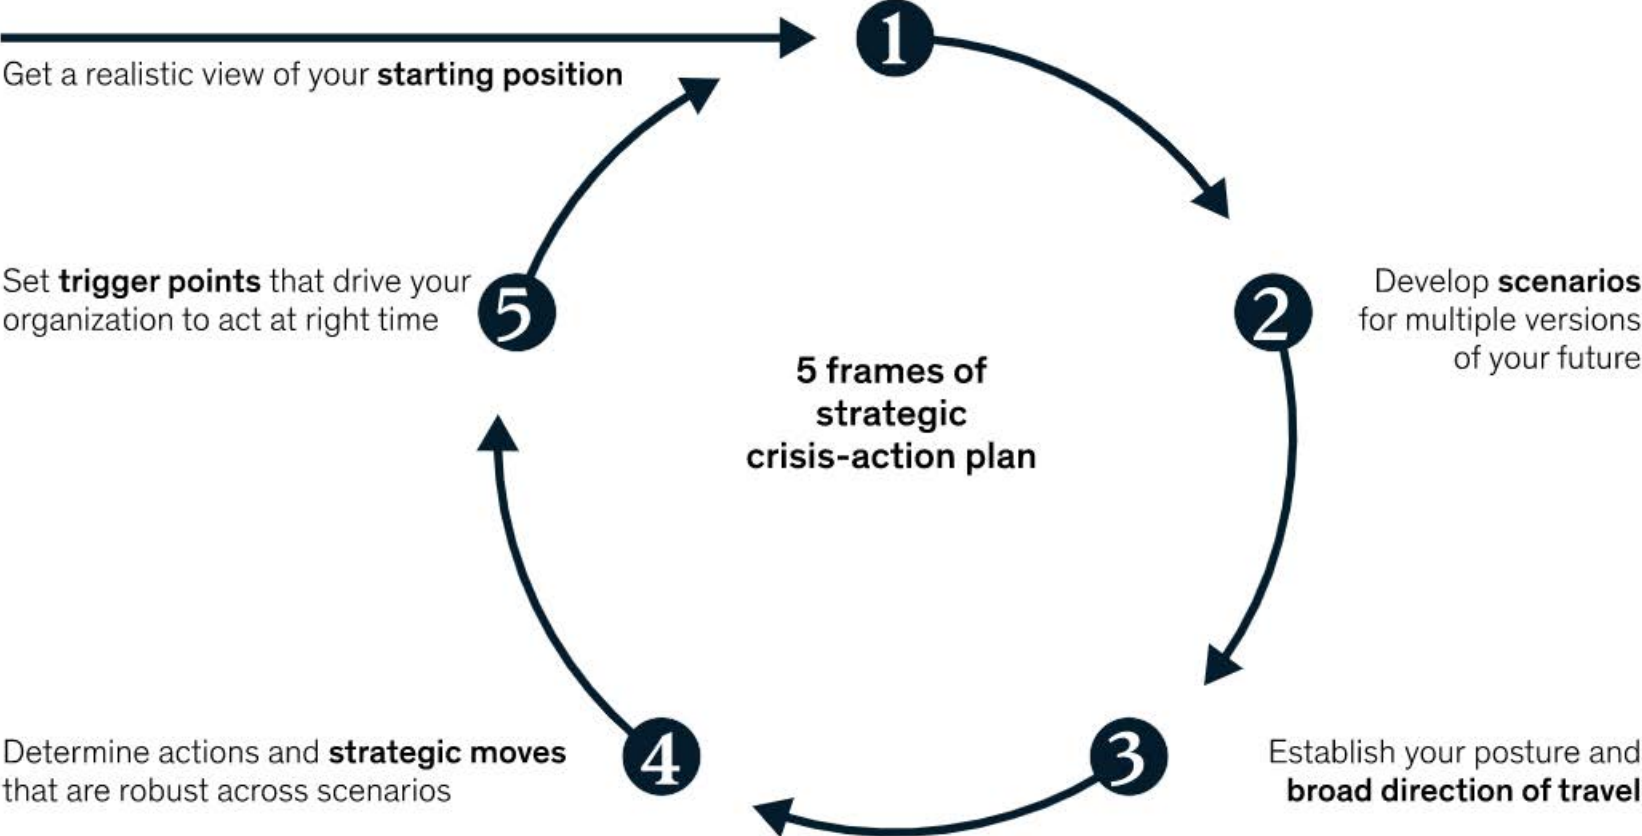 1
Get a realistic view of your starting position
2
Develop scenarios
for multiple versions
of your future
3
Establish your posture and
broad direction of travel
4
Determine actions and strategic moves
that are robust across scenarios
5
Set trigger points that drive your
organization to act at right time
5 frames of
strategic
crisis-action plan